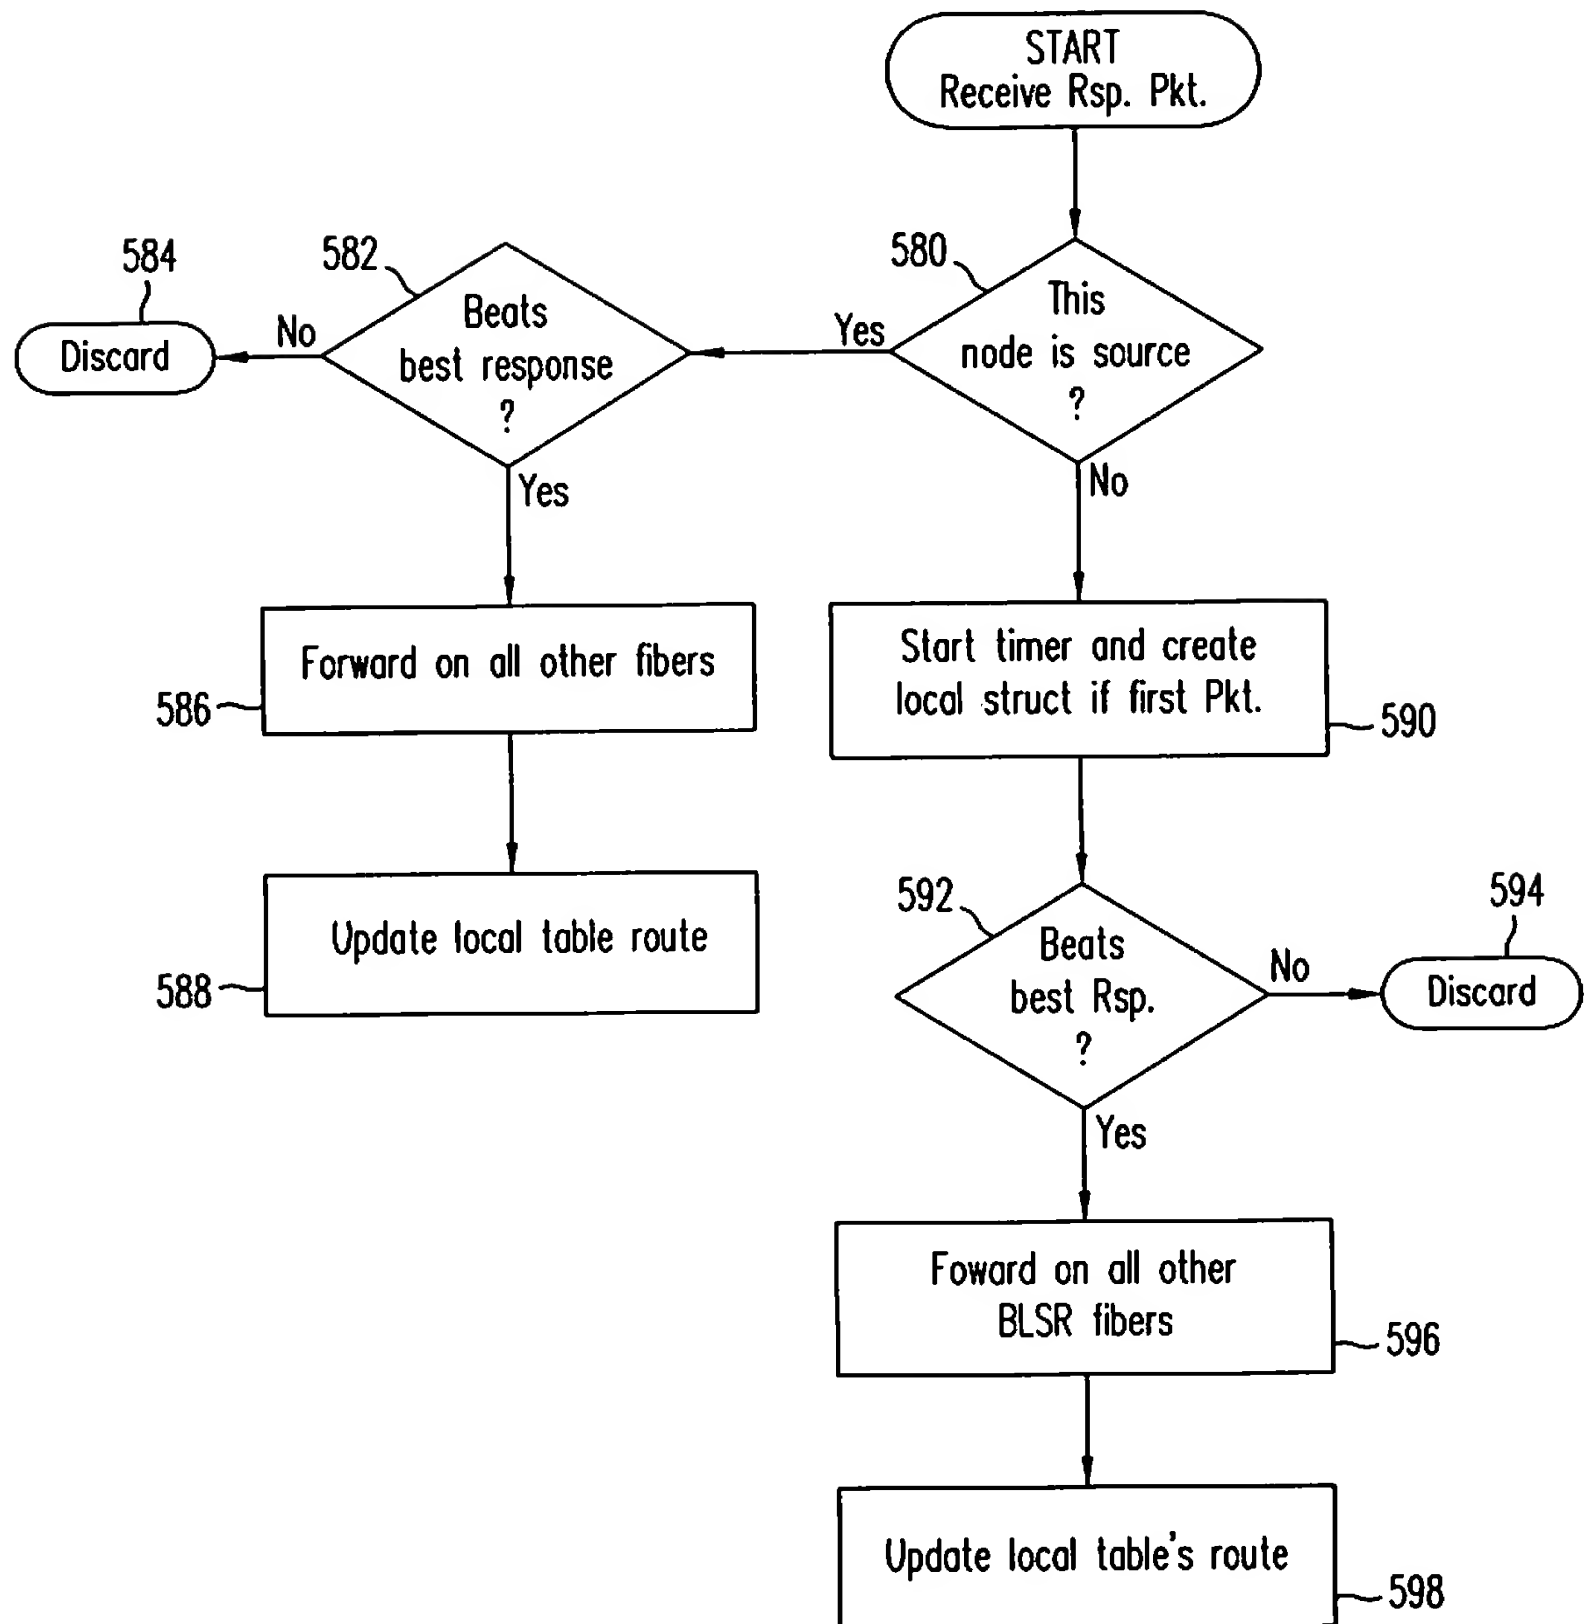 START
Receive Rsp. Pkt.
580
This
node is source
?
Yes
No
582
Beats
best response
?
No
Yes
584
Discard
Forward on all other fibers
586
Update local table route
588
Start timer and create
local struct if first Pkt.
590
592
Beats
best Rsp.
?
No
Yes
594
Discard
Foward on all other
BLSR fibers
596
Update local table's route
598